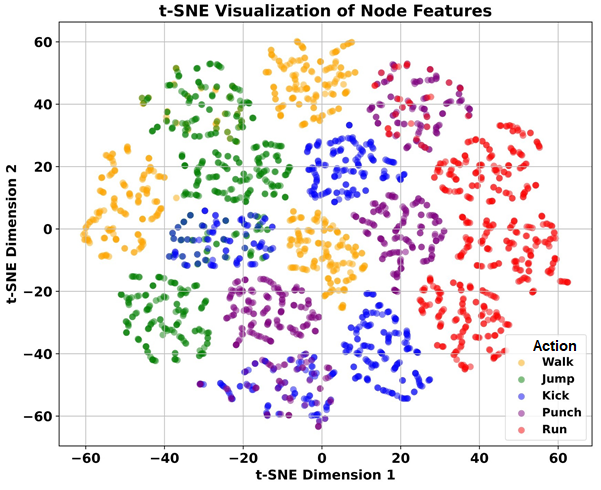 t-SNE Visualization of Node Features
t-SNE Dimension 2
60
40
20
0
−20
−40
−60
−60
−40
−20
0
20
40
60
t-SNE Dimension 1
Action
Walk
Jump
Kick
Punch
Run